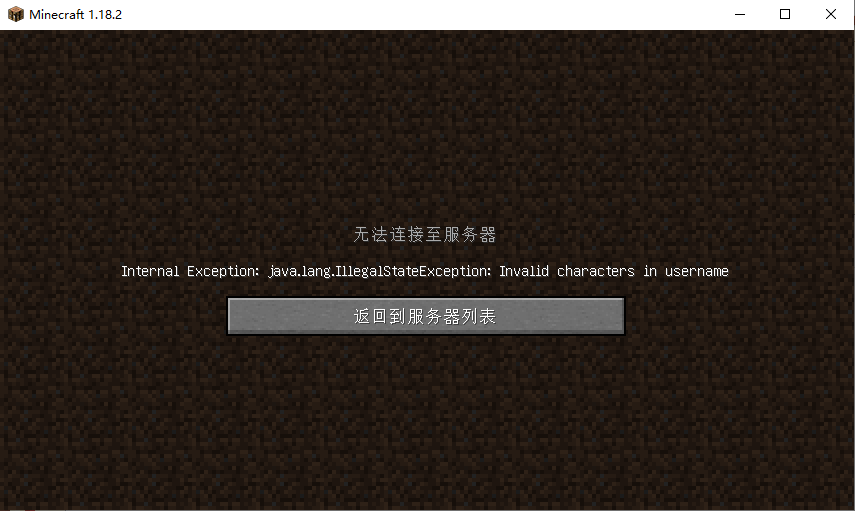 Minecraft 1.18.2
无法连接至服务器
Internal Exception: java.lang.IllegalStateException: Invalid characters in username
返回到服务器列表